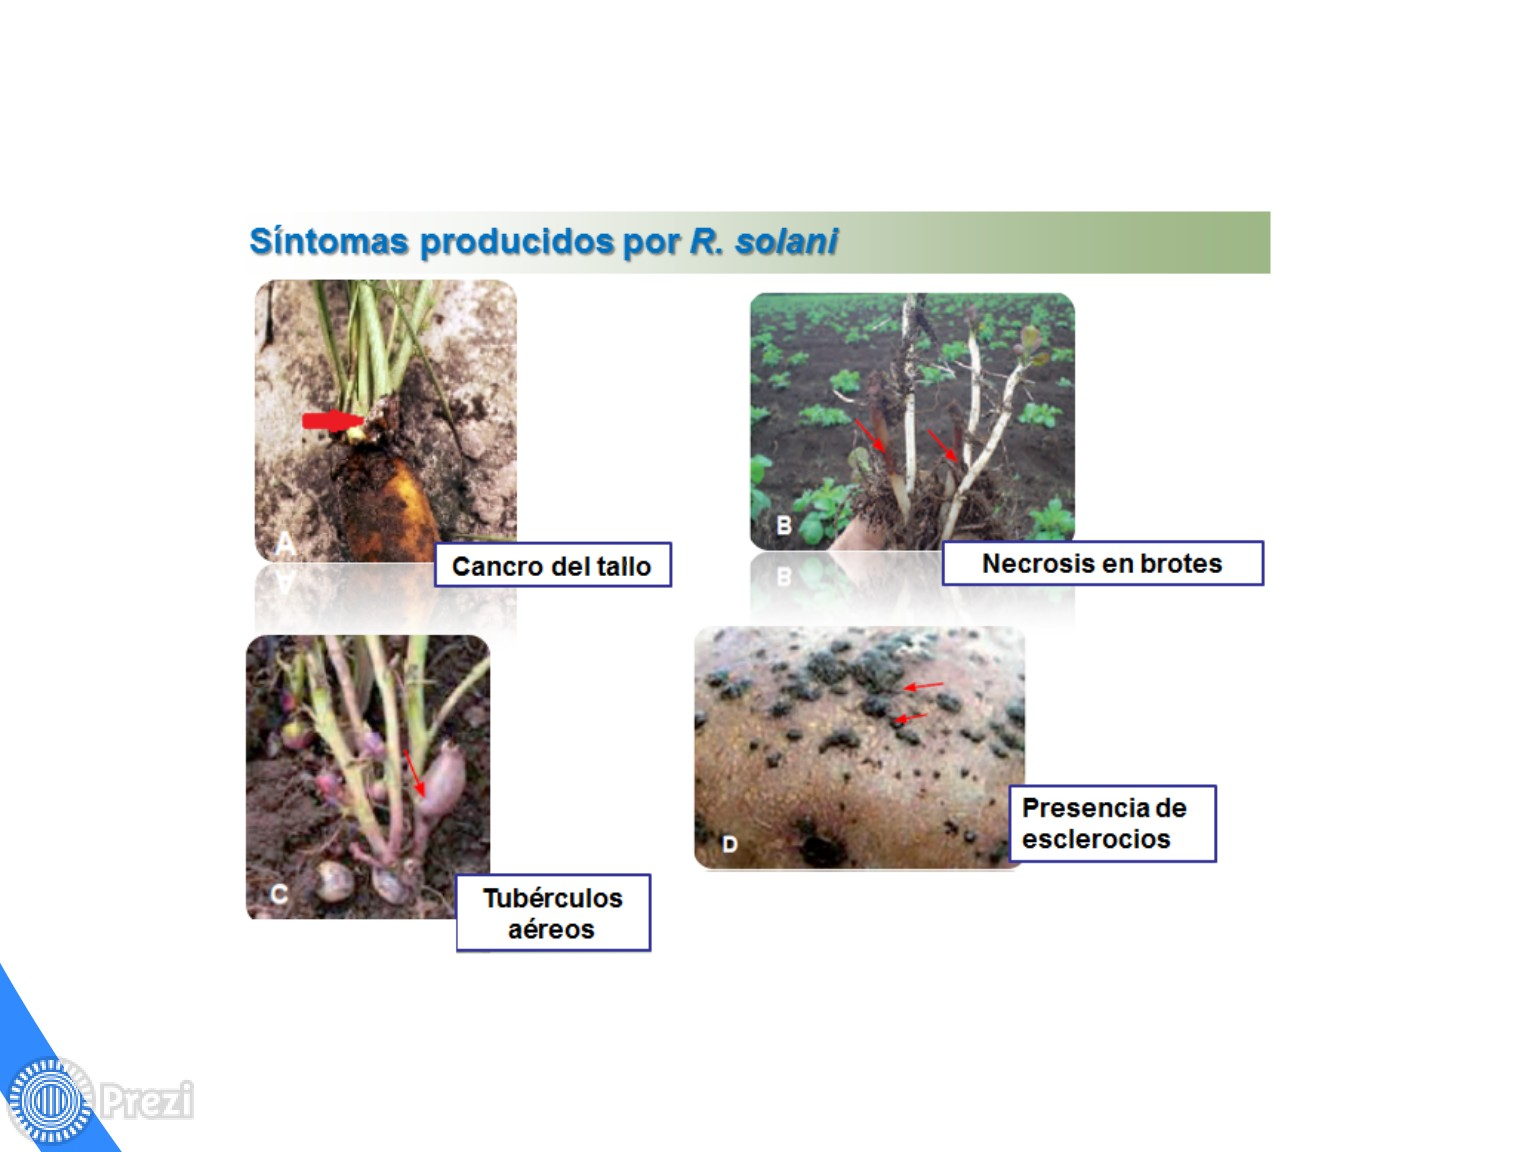 Síntomas producidos por R. solani
A
Cancro del tallo
B
Necrosis en brotes
B
C
Tubérculos
aéreos
D
Presencia de
esclerocios
Prezi